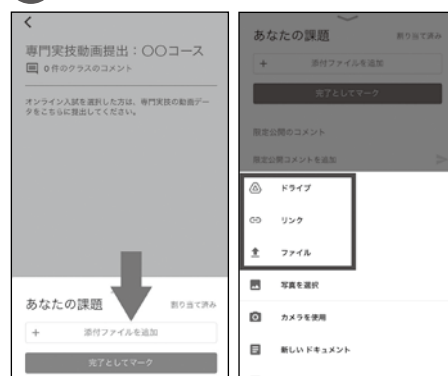 専門実技動画提出：〇〇コース
0 件のクラスのコメント
オンライン入試を選択した方は、専門実技の動画デー
タをこちらに提出してください。
あなたの課題
割り当て済み
+ 添付ファイルを追加
完了としてマーク
あなたの課題
割り当て済み
+ 添付ファイルを追加
完了としてマーク
限定公開のコメント
限定公開コメントを追加
ドライブ
リンク
ファイル
写真を選択
カメラを使用
新しいドキュメント